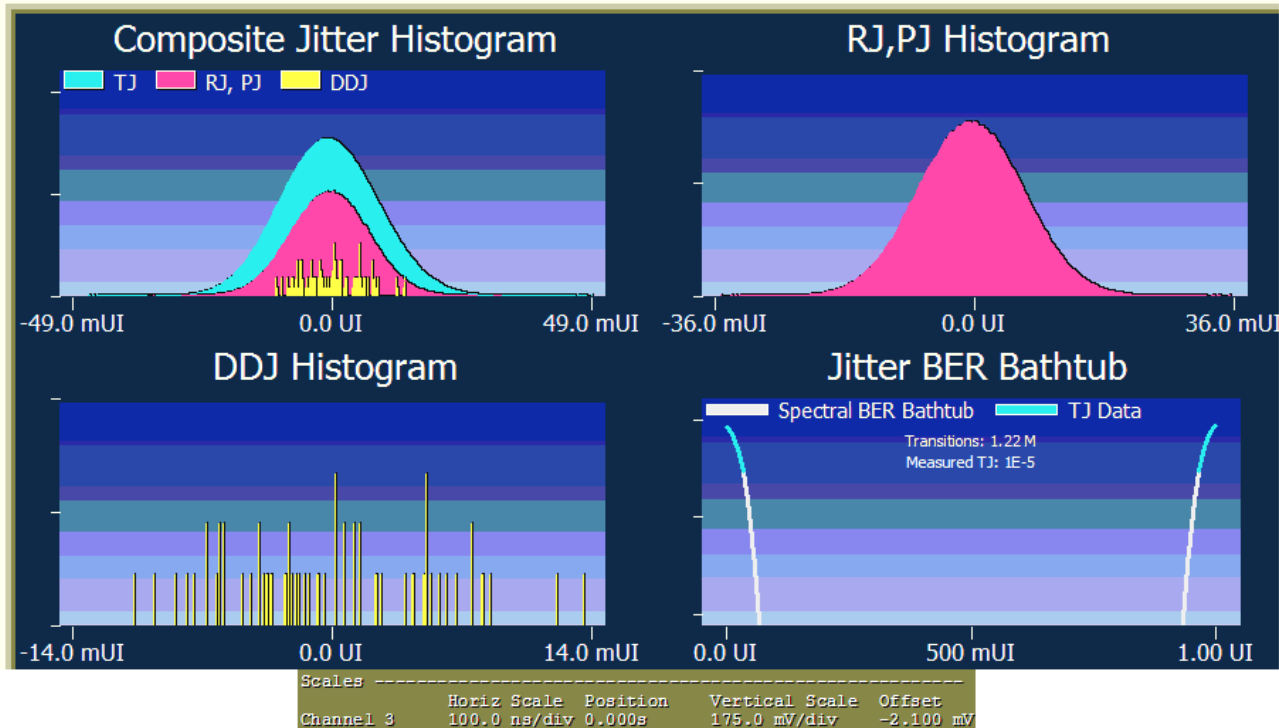 Composite Jitter Histogram
TJ RJ, PJ DDJ
-49.0 mUI 0.0 UI 49.0 mUI
RJ,PJ Histogram
-36.0 mUI 0.0 UI 36.0 mUI
DDJ Histogram
-14.0 mUI 0.0 UI 14.0 mUI
Jitter BER Bathtub
Spectral BER Bathtub TJ Data
Transitions: 1.22 M
Measured TJ: 1E-5
0.0 UI 500 mUI 1.00 UI
Scales
Horiz Scale Position Vertical Scale Offset
Channel 3 100.0 ns/div 0.000s 175.0 mV/div -2.100 mV